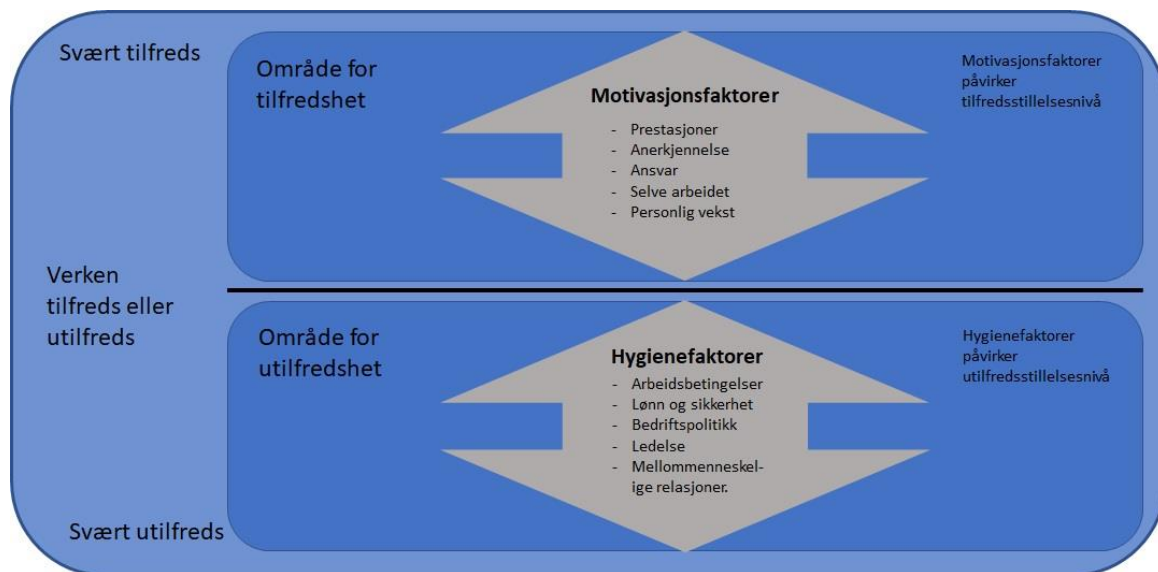 Svært tilfreds
Område for
tilfredshet
Motivasjonsfaktorer
- Prestasjoner
- Anerkjennelse
- Ansvar
- Selve arbeidet
- Personlig vekst
Motivasjonsfaktorer
påvirker
tilfredsstillelsesnivå
Verken
tilfreds eller
utilfreds
Område for
utilfredshet
Hygienefaktorer
- Arbeidsbetingelser
- Lønn og sikkerhet
- Bedriftspolitikk
- Ledelse
- Mellommenneskel-
ige relasjoner.
Hygienefaktorer
påvirker
utilfredsstillelsesnivå
Svært utilfreds